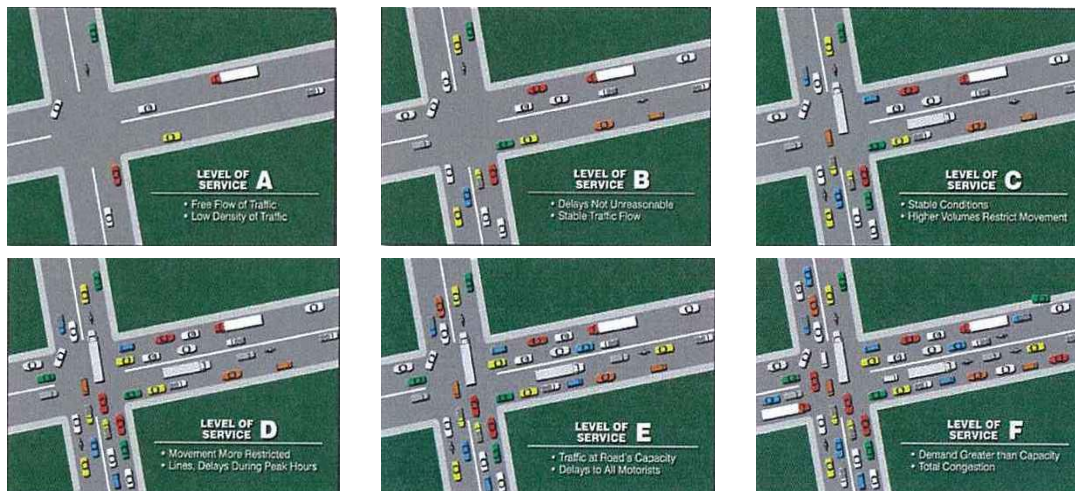 LEVEL OF
SERVICE A
• Free Flow of Traffic
• Low Density of Traffic
LEVEL OF
SERVICE B
• Delays Not Unreasonable
• Stable Traffic Flow
LEVEL OF
SERVICE C
• Stable Conditions
• Higher Volumes Restrict Movement
LEVEL OF
SERVICE D
• Movement More Restricted
• Lines, Delays During Peak Hours
LEVEL OF
SERVICE E
• Traffic at Road's Capacity
• Delays to All Motorists
LEVEL OF
SERVICE F
• Demand Greater than Capacity
• Total Congestion